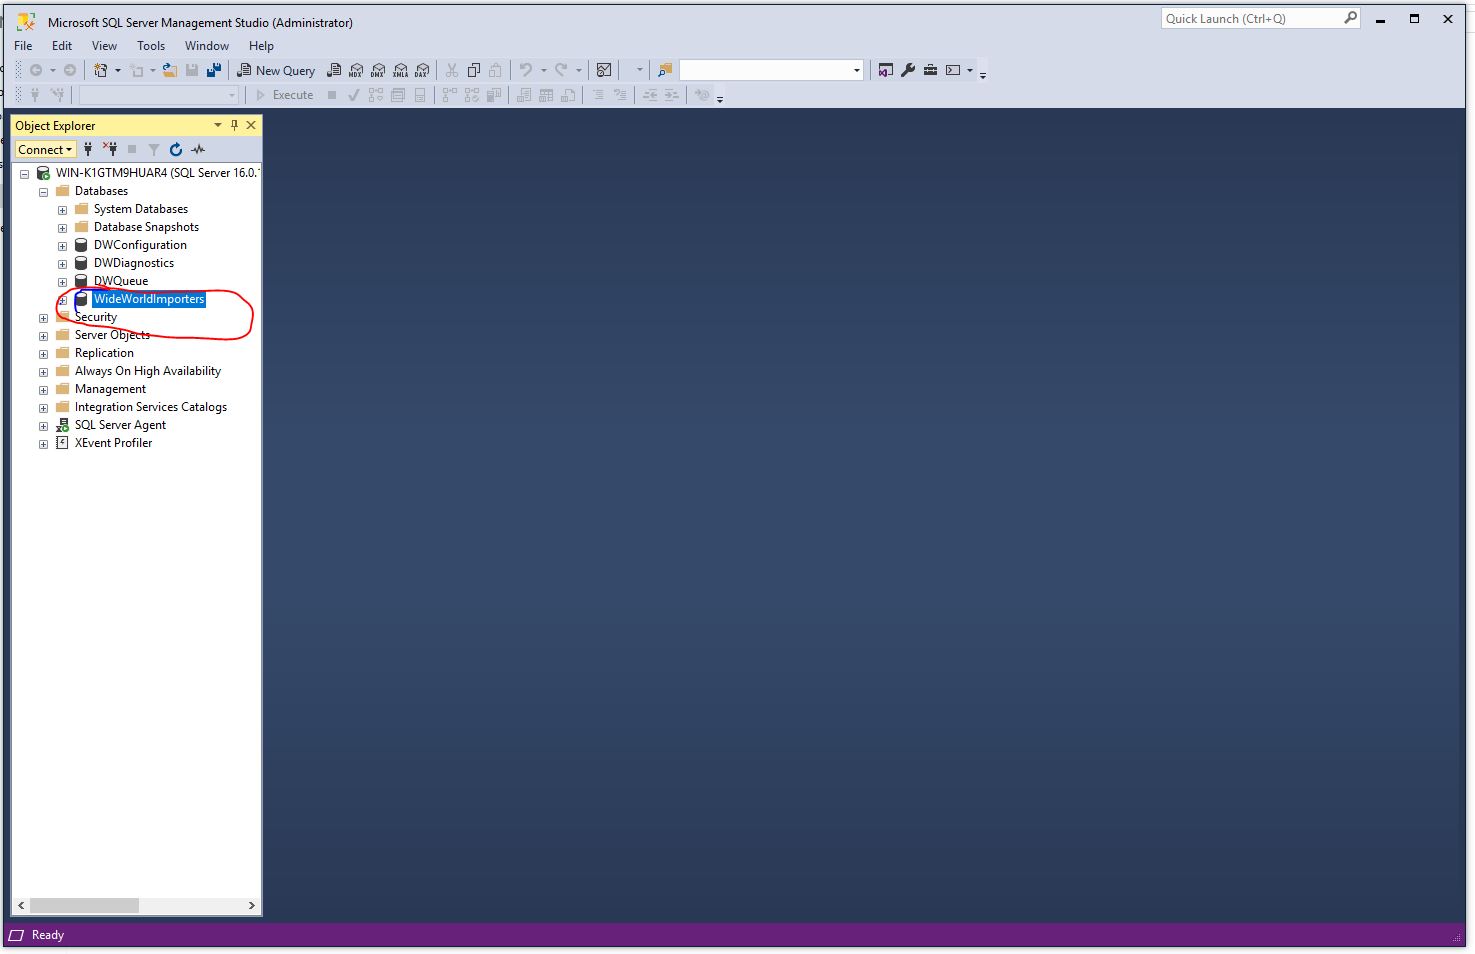 Microsoft SQL Server Management Studio (Administrator)
Quick Launch (Ctrl+Q)
File Edit View Tools Window Help
New Query MDX DMX XMLA DAX
Execute
Object Explorer
Connect
WIN-K1GTM9HUAR4 (SQL Server 16.0.1
Databases
System Databases
Database Snapshots
DWConfiguration
DWDiagnostics
DWQueue
WideWorldImporters
Security
Server Objects
Replication
Always On High Availability
Management
Integration Services Catalogs
SQL Server Agent
XEvent Profiler
Ready